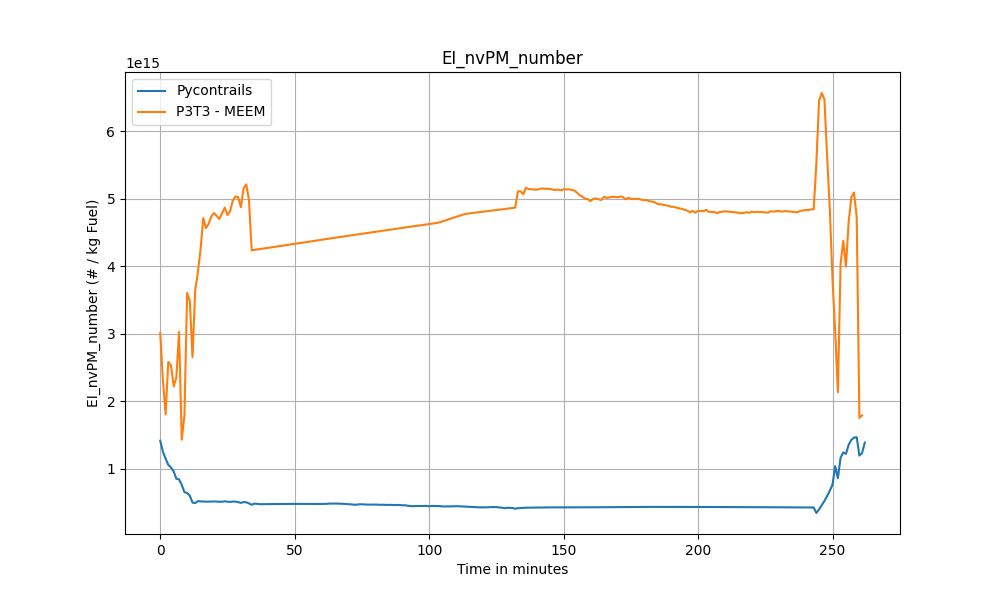 EI_nvPM_number
1e15
Pycontrails
P3T3 - MEEM
EI_nvPM_number (# / kg Fuel)
6
5
4
3
2
1
0 50 100 150 200 250
Time in minutes